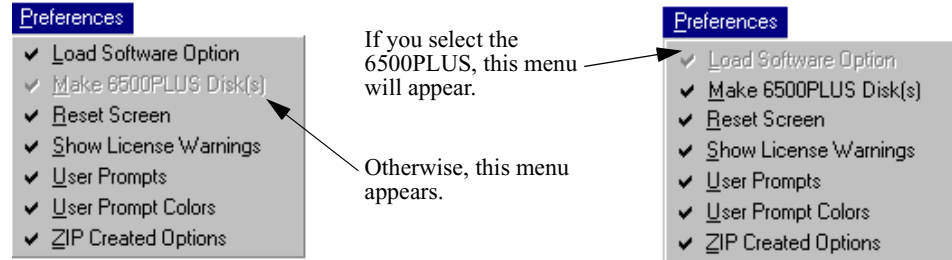 Preferences
Load Software Option
Make 6500PLUS Disk(s)
Reset Screen
Show License Warnings
User Prompts
User Prompt Colors
ZIP Created Options
If you select the
6500PLUS, this menu
will appear.
Otherwise, this menu
appears.
Preferences
Load Software Option
Make 6500PLUS Disk(s)
Reset Screen
Show License Warnings
User Prompts
User Prompt Colors
ZIP Created Options